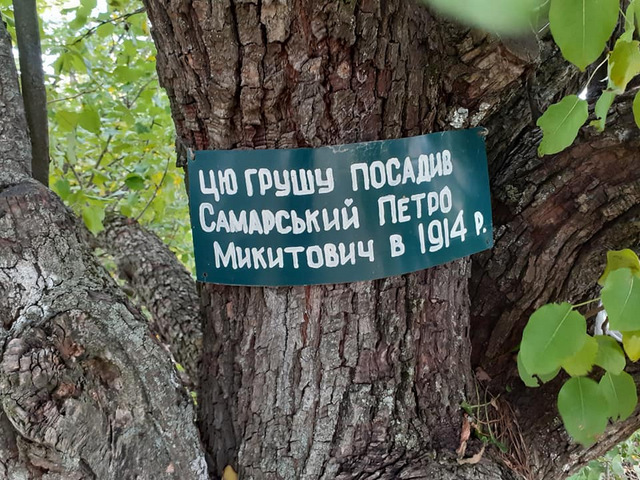 Цю грушу посадив
Самарський Петро
Микитович в 1914 р.